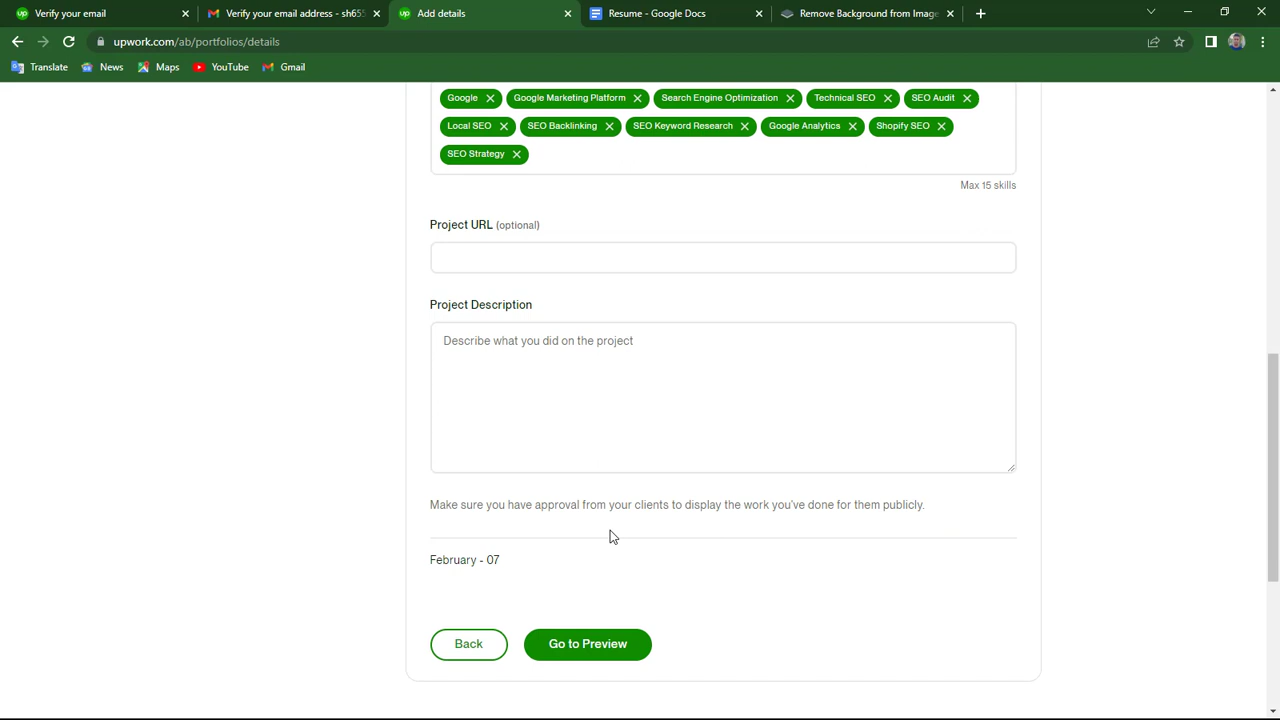 Verify your email
Verify your email address - sh655
Add details
Resume - Google Docs
Remove Background from Image
upwork.com/ab/portfolios/details
Translate
News
Maps
YouTube
Gmail
Google
Google Marketing Platform
Search Engine Optimization
Technical SEO
SEO Audit
Local SEO
SEO Backlinking
SEO Keyword Research
Google Analytics
Shopify SEO
SEO Strategy
Max 15 skills
Project URL (optional)
Project Description
Describe what you did on the project
Make sure you have approval from your clients to display the work you've done for them publicly.
February - 07
Back
Go to Preview